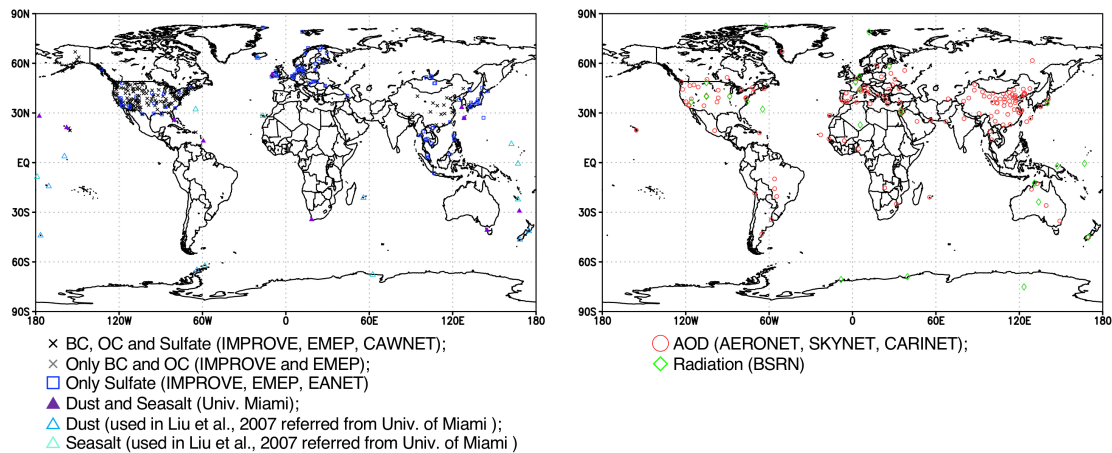 90N
60N
30N
EQ
30S
60S
90S
180 120W 60W 0 60E 120E 180
× BC, OC and Sulfate (IMPROVE, EMEP, CAWNET);
× Only BC and OC (IMPROVE and EMEP);
Only Sulfate (IMPROVE, EMEP, EANET)
Dust and Seasalt (Univ. Miami);
Dust (used in Liu et al., 2007 referred from Univ. of Miami );
Seasalt (used in Liu et al., 2007 referred from Univ. of Miami )
90N
60N
30N
EQ
30S
60S
90S
180 120W 60W 0 60E 120E 180
AOD (AERONET, SKYNET, CARINET);
Radiation (BSRN)